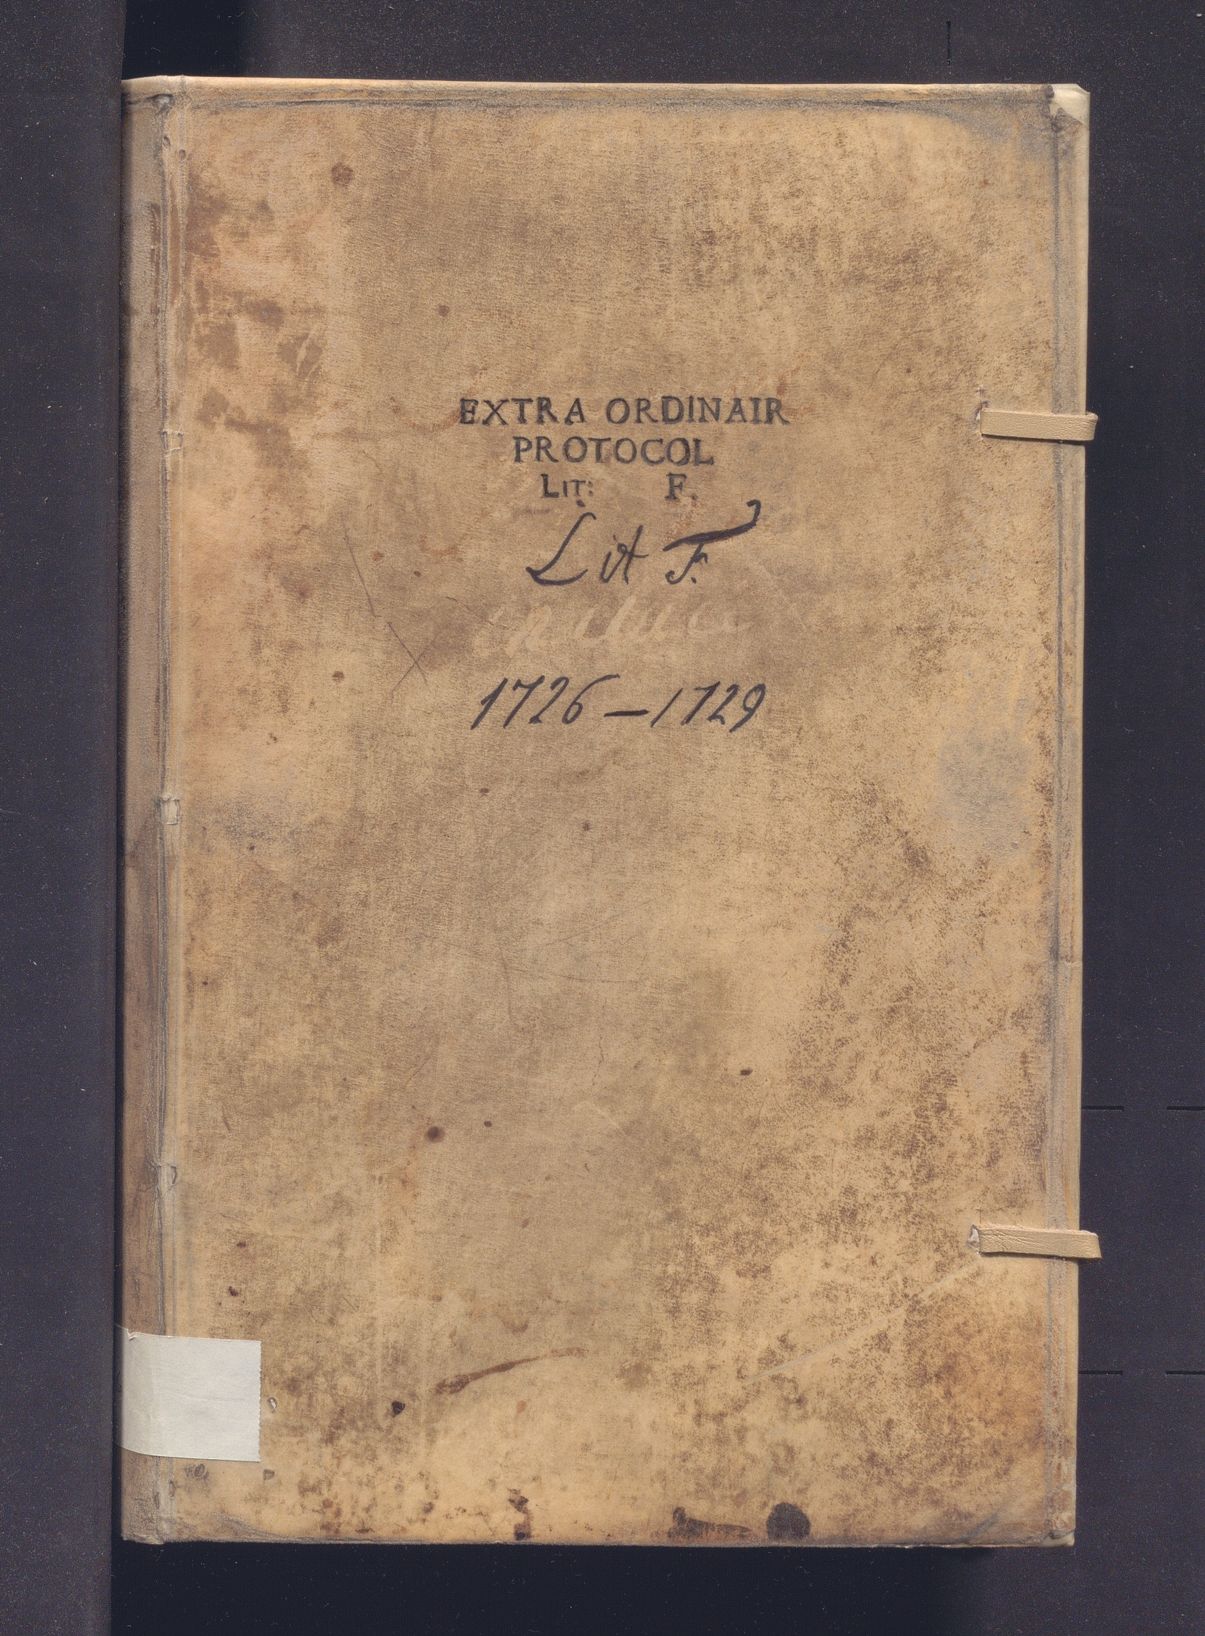 EXTRA ORDINAIR
PROTOCOL
LIT: F.
Lit F.
1726–1729